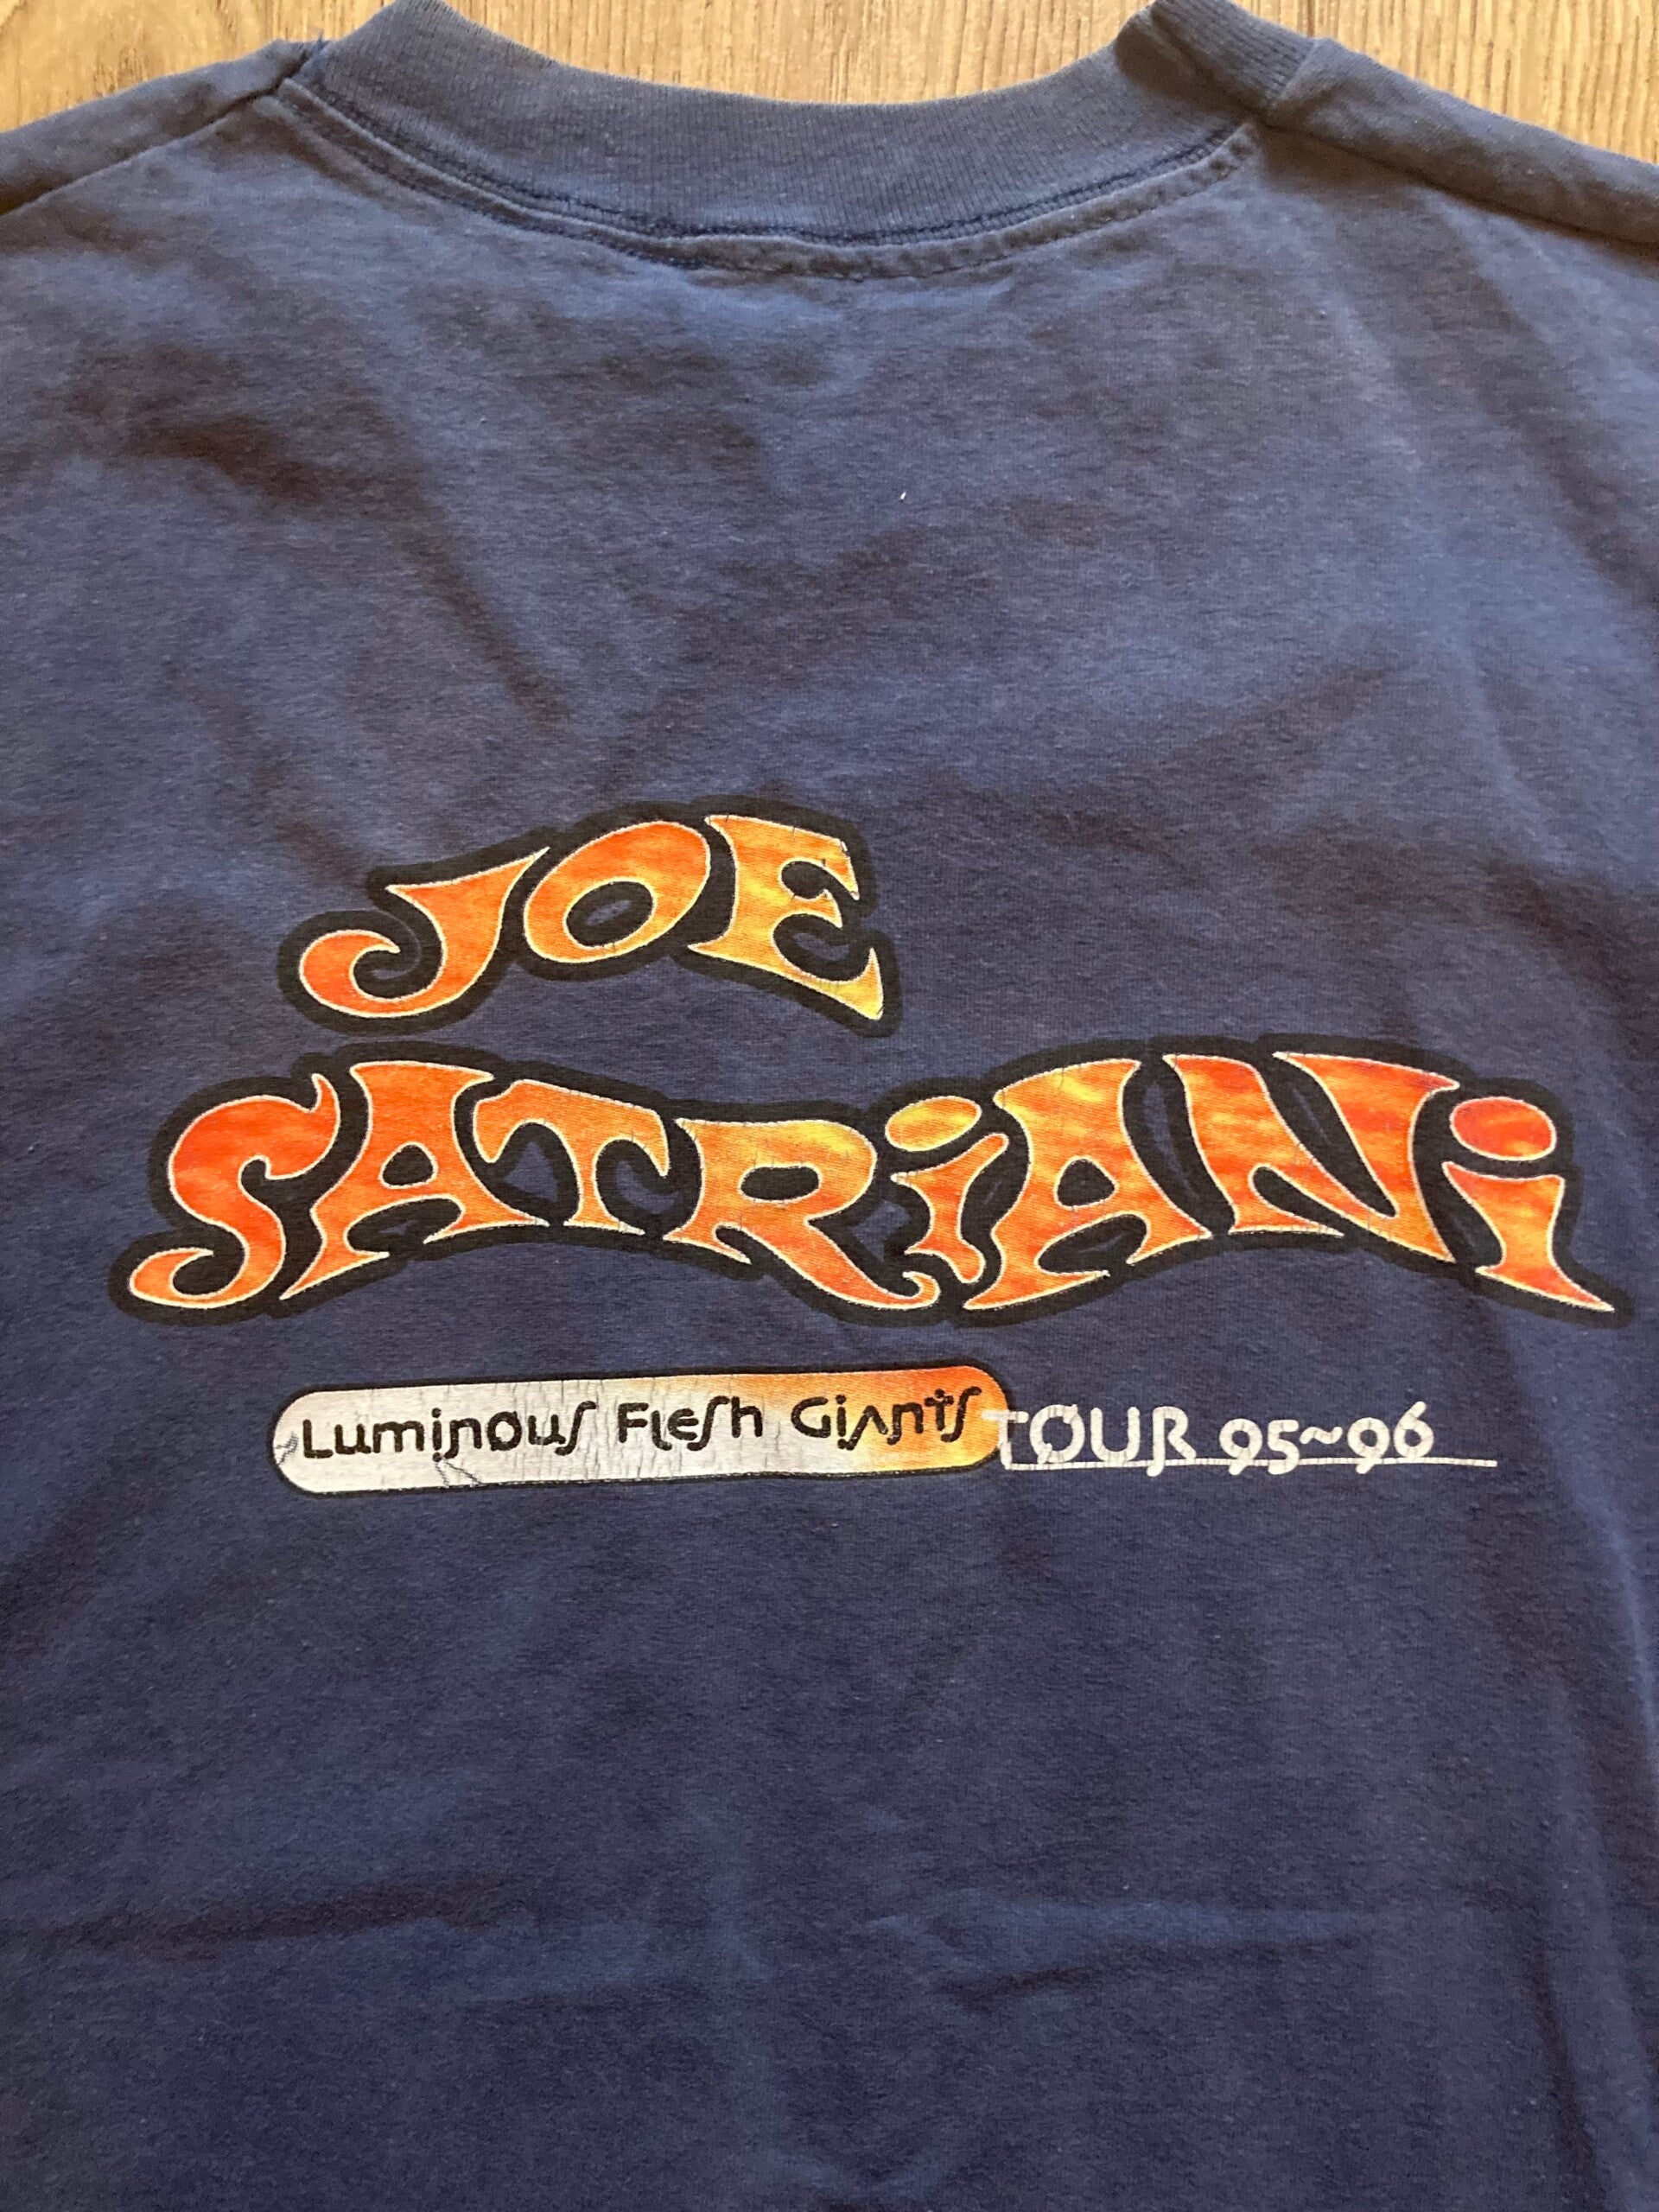 JOE
SATRiANi
Luminous Flesh Giants TOUR 95~96